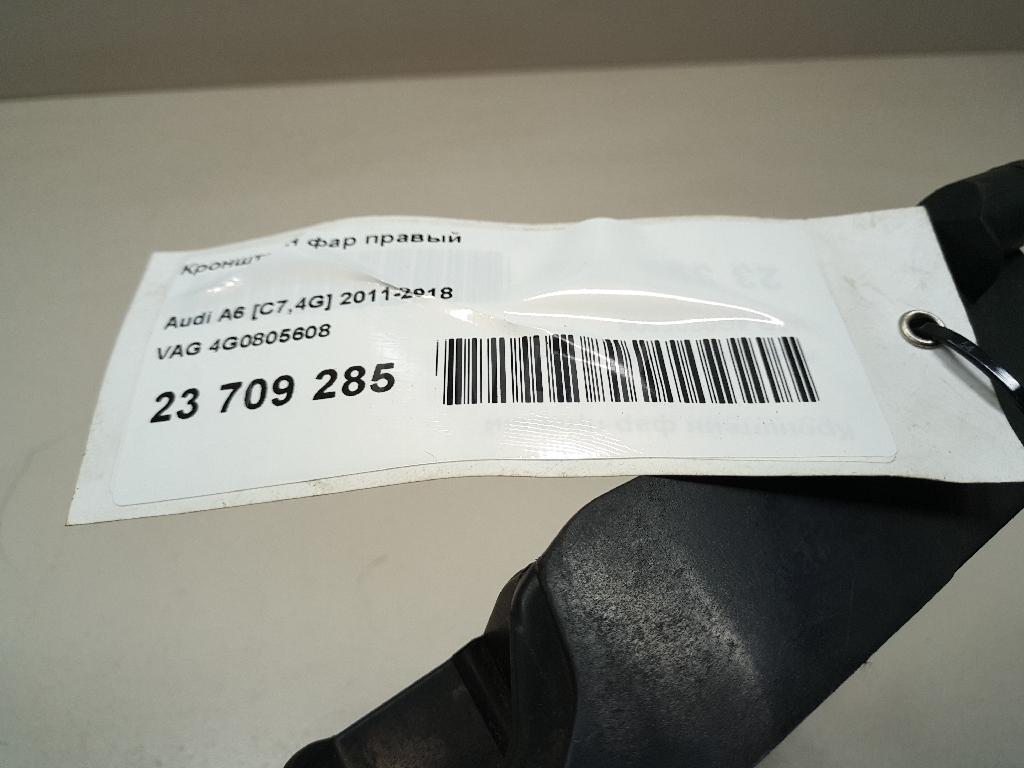 фар правый
Audi A6 [C7,4G] 2011-2018
VAG 4G0805608
23 709 285